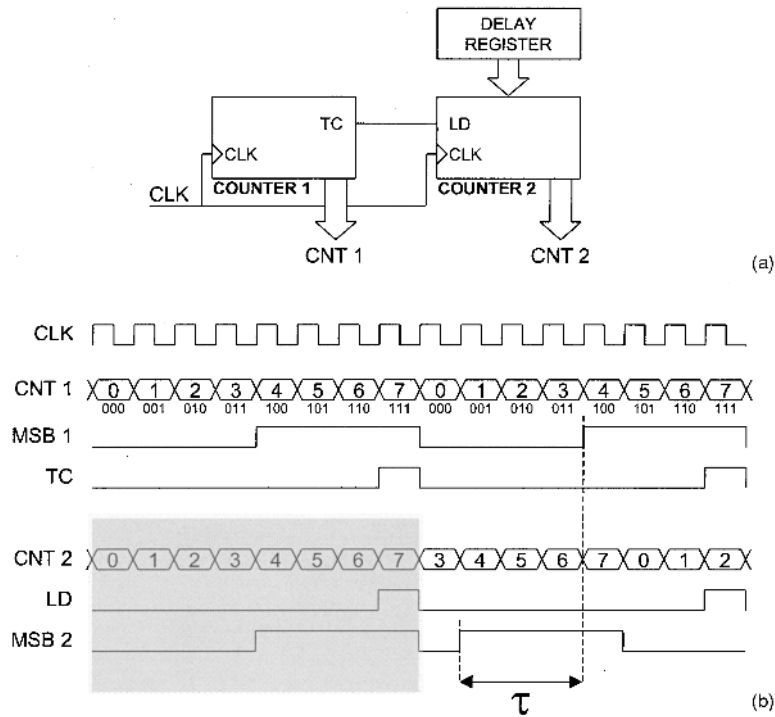 DELAY
REGISTER
TC
LD
CLK
CLK
COUNTER 1
COUNTER 2
CLK
CNT 1
CNT 2
(a)
CLK
CNT 1
0 1 2 3 4 5 6 7 0 1 2 3 4 5 6 7
000 001 010 011 100 101 110 111 000 001 010 011 100 101 110 111
MSB 1
TC
CNT 2
0 1 2 3 4 5 6 7 3 4 5 6 7 0 1 2
LD
MSB 2
τ
(b)